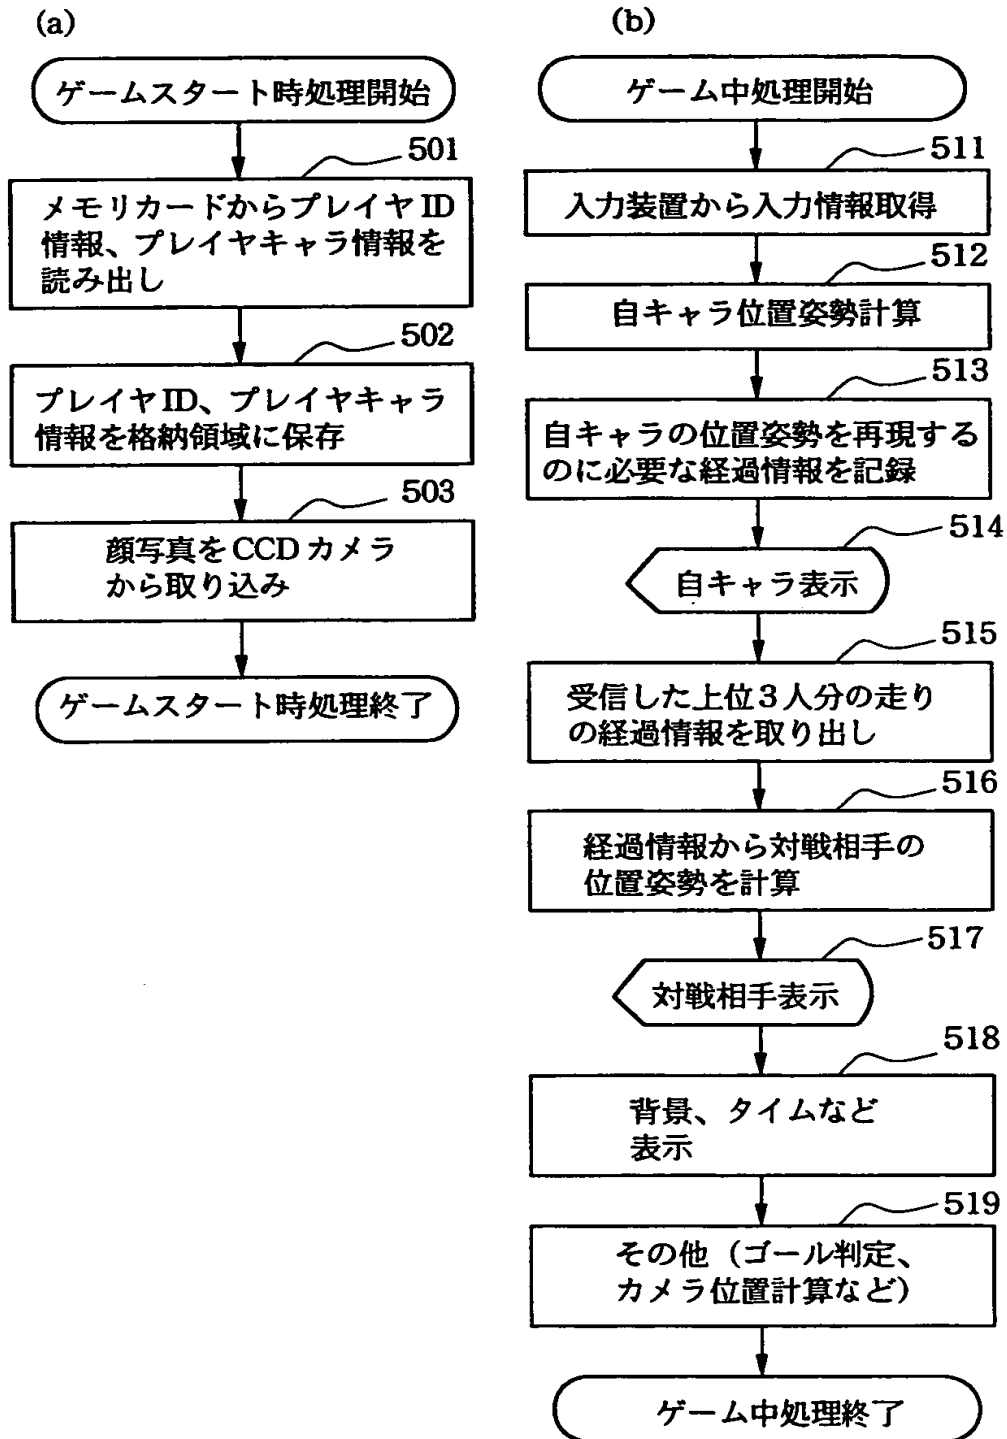 (a)
ゲームスタート時処理開始
501
メモリカードからプレイヤID
情報、プレイヤキャラ情報を
読み出し
502
プレイヤID、プレイヤキャラ
情報を格納領域に保存
503
顔写真をCCDカメラ
から取り込み
ゲームスタート時処理終了
(b)
ゲーム中処理開始
511
入力装置から入力情報取得
512
自キャラ位置姿勢計算
513
自キャラの位置姿勢を再現する
のに必要な経過情報を記録
514
自キャラ表示
515
受信した上位3人分の走り
の経過情報を取り出し
516
経過情報から対戦相手の
位置姿勢を計算
517
対戦相手表示
518
背景、タイムなど
表示
519
その他（ゴール判定、
カメラ位置計算など）
ゲーム中処理終了